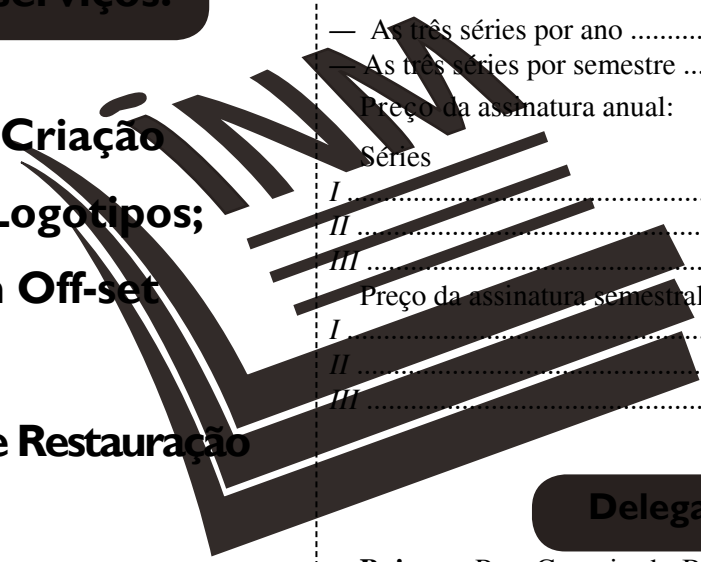 serviços:
Criação
Logotipos;
Off-set
e Restauração
iNM
— As três séries por ano ..........
— As três séries por semestre ...
Preço da assinatura anual:
Séries
I ....................................................
II ..................................................
III .................................................
Preço da assinatura semestral
I ....................................................
II ..................................................
III .................................................
Delega